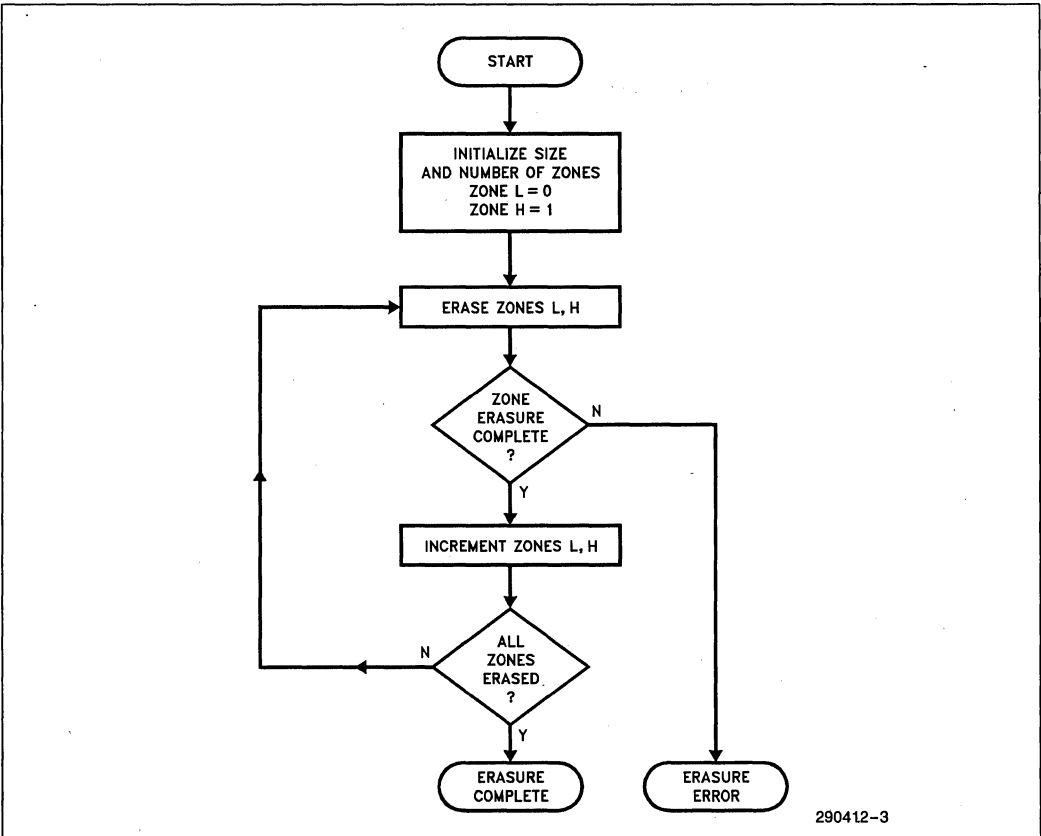 START
INITIALIZE SIZE
AND NUMBER OF ZONES
ZONE L = 0
ZONE H = 1
ERASE ZONES L, H
ZONE
ERASURE
COMPLETE
?
N
Y
INCREMENT ZONES L, H
ALL
ZONES
ERASED
?
N
Y
ERASURE
COMPLETE
ERASURE
ERROR
290412-3